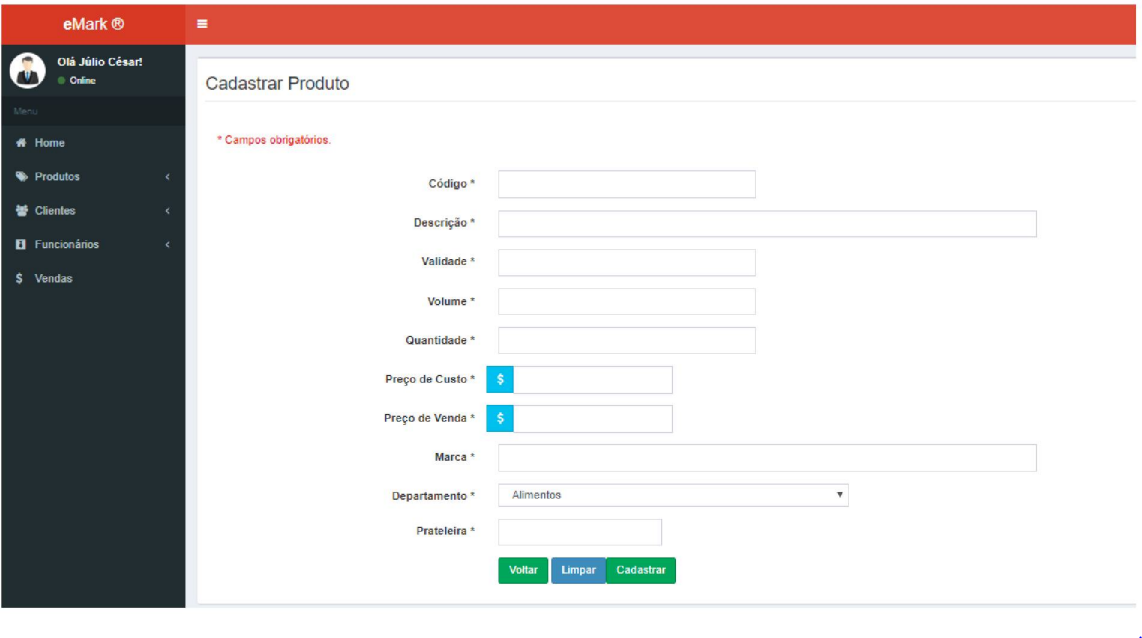 eMark ®
Olá Júlio César!
Online
Menu
Home
Produtos
Clientes
Funcionários
$ Vendas
Cadastrar Produto
* Campos obrigatórios.
Código *
Descrição *
Validade *
Volume *
Quantidade *
Preço de Custo * $
Preço de Venda * $
Marca *
Departamento * Alimentos
Prateleira *
Voltar Limpar Cadastrar